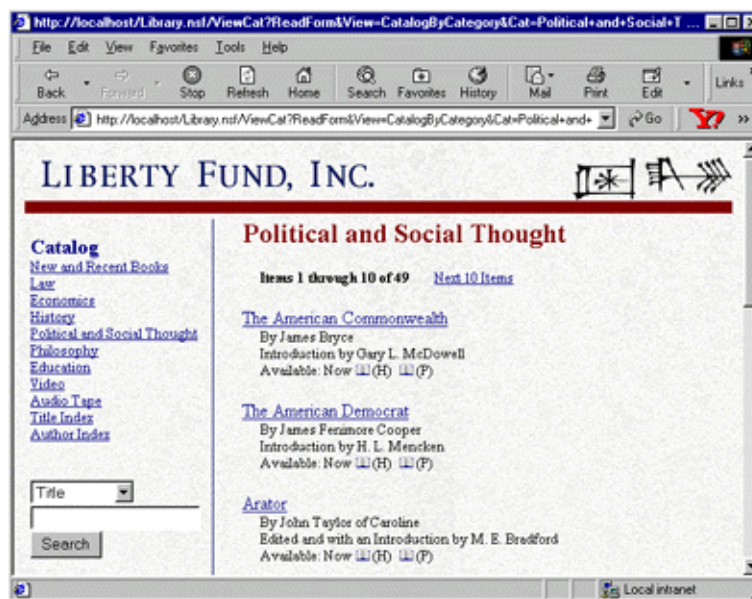 http://localhost/Library.nsf/ViewCat?ReadForm&View=CatalogByCategory&Cat=Political+and+Social+T ...
File Edit View Favorites Tools Help
Back Forward Stop Refresh Home Search Favorites History Mail Print Edit Links
Address http://localhost/Library.nsf/ViewCat?ReadForm&View=CatalogByCategory&Cat=Political+and+ Go Y? »
LIBERTY FUND, INC.
Catalog
New and Recent Books
Law
Economics
History
Political and Social Thought
Philosophy
Education
Video
Audio Tape
Title Index
Author Index
Title
Search
Political and Social Thought
Items 1 through 10 of 49 Next 10 Items
The American Commonwealth
By James Bryce
Introduction by Gary L. McDowell
Available: Now (H) (P)
The American Democrat
By James Fenimore Cooper
Introduction by H. L. Mencken
Available: Now (H) (P)
Arator
By John Taylor of Caroline
Edited and with an Introduction by M. E. Bradford
Available: Now (H) (P)
Local intranet